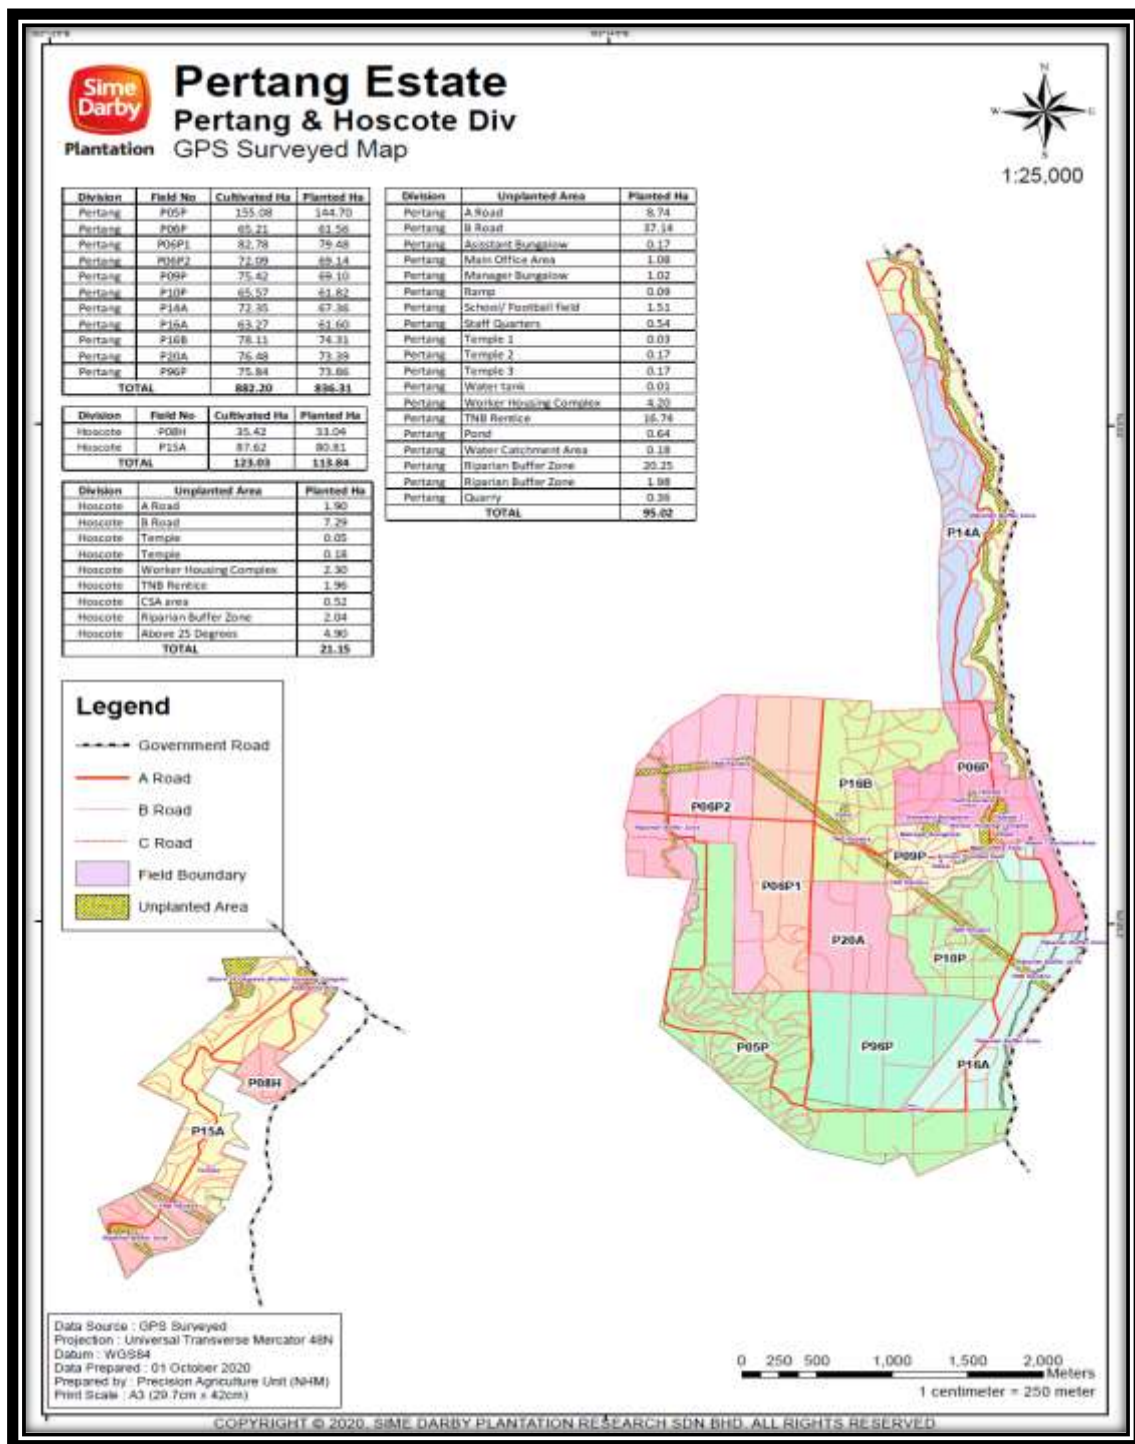 Sime
Darby
Plantation
Pertang Estate
Pertang & Hoscote Div
GPS Surveyed Map
N
W
S
1:25,000
Division Field No Cultivated Ha Planted Ha
Pertang P05P 155.08 144.70
Pertang P06P 65.21 61.56
Pertang P06P1 82.78 79.48
Pertang P06P2 72.09 69.14
Pertang P09P 75.42 69.10
Pertang P10P 65.57 61.82
Pertang P14A 72.35 67.36
Pertang P16A 63.27 61.60
Pertang P16B 78.11 74.31
Pertang P20A 76.48 73.39
Pertang P96P 75.84 73.86
TOTAL 882.20 836.31
Division Field No Cultivated Ha Planted Ha
Hoscote P08H 35.42 33.04
Hoscote P15A 87.62 80.81
TOTAL 123.03 113.84
Division Unplanted Area Planted Ha
Hoscote A Road 1.90
Hoscote B Road 7.29
Hoscote Temple 0.05
Hoscote Temple 0.18
Hoscote Worker Housing Complex 2.30
Hoscote TNB Rentice 1.96
Hoscote CSA area 0.52
Hoscote Riparian Buffer Zone 2.04
Hoscote Above 25 Degrees 4.90
TOTAL 21.15
Division Unplanted Area Planted Ha
Pertang A Road 8.74
Pertang B Road 37.14
Pertang Assistant Bungalow 0.17
Pertang Main Office Area 1.08
Pertang Manager Bungalow 1.02
Pertang Ramp 0.09
Pertang School/ Football field 1.51
Pertang Staff Quarters 0.54
Pertang Temple 1 0.03
Pertang Temple 2 0.17
Pertang Temple 3 0.17
Pertang Water tank 0.01
Pertang Worker Housing Complex 4.20
Pertang TNB Rentice 16.74
Pertang Pond 0.64
Pertang Water Catchment Area 0.18
Pertang Riparian Buffer Zone 20.25
Pertang Riparian Buffer Zone 1.98
Pertang Quarry 0.36
TOTAL 95.02
Legend
Government Road
A Road
B Road
C Road
Field Boundary
Unplanted Area
P14A
P06P
P16B
P06P2
P09P
P06P1
P20A
P10P
P05P
P96P
P16A
P08H
P15A
Data Source : GPS Surveyed
Projection : Universal Transverse Mercator 48N
Datum : WGS84
Data Prepared : 01 October 2020
Prepared by : Precision Agriculture Unit (NHM)
Print Scale : A3 (29.7cm x 42cm)
0 250 500 1,000 1,500 2,000
Meters
1 centimeter = 250 meter
COPYRIGHT © 2020, SIME DARBY PLANTATION RESEARCH SDN BHD. ALL RIGHTS RESERVED